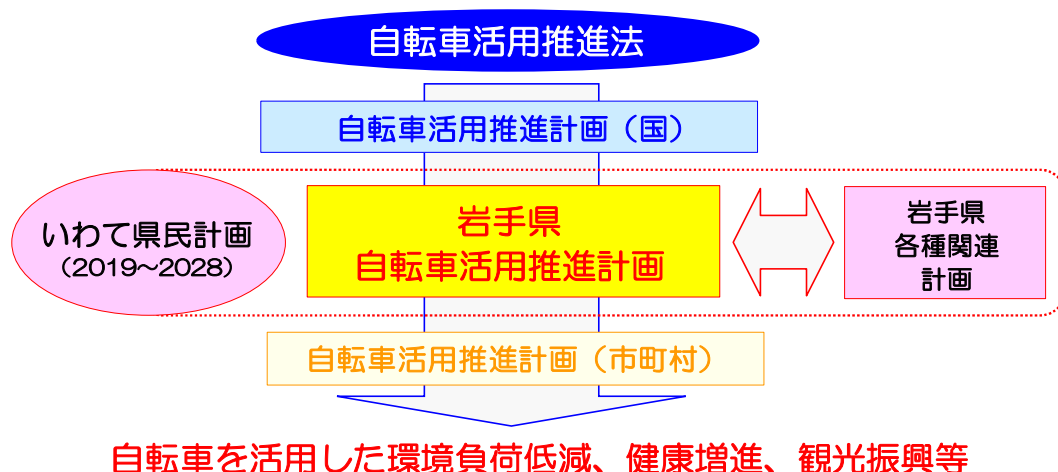 自転車活用推進法
自転車活用推進計画（国）
いわて県民計画
（2019～2028）
岩手県
自転車活用推進計画
岩手県
各種関連
計画
自転車活用推進計画（市町村）
自転車を活用した環境負荷低減、健康増進、観光振興等